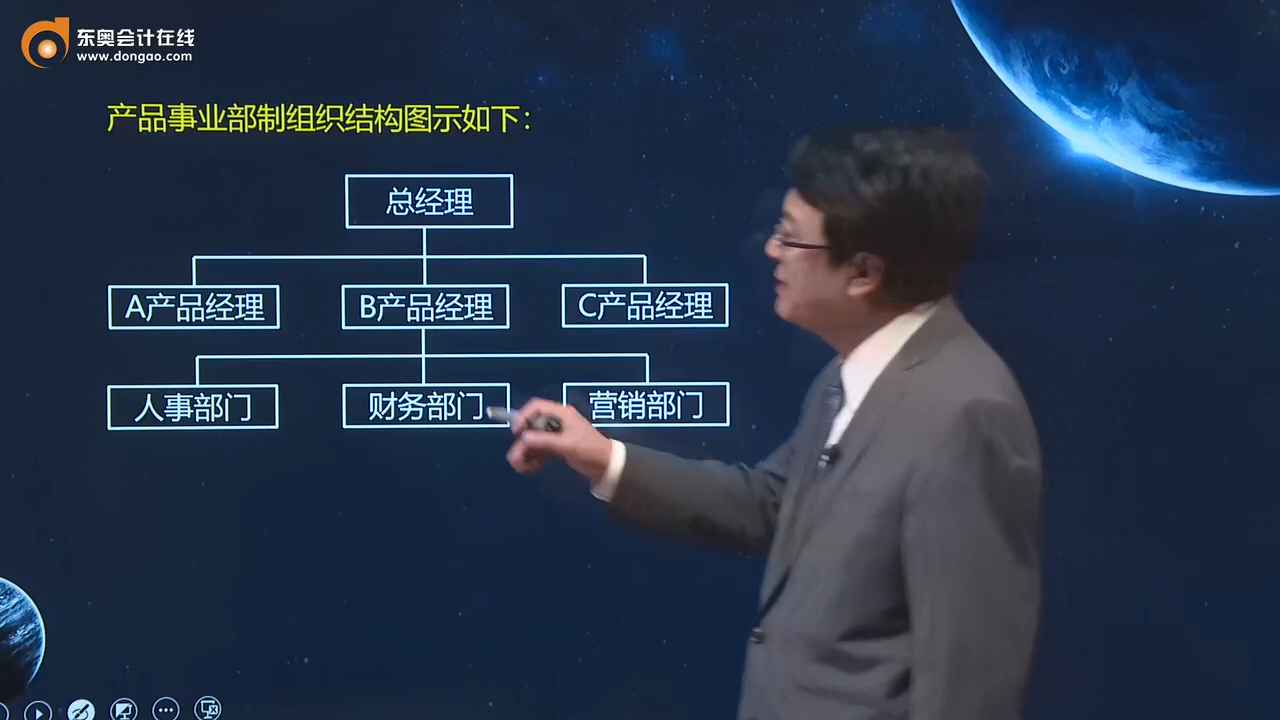 东奥会计在线
www.dongao.com
产品事业部制组织结构图示如下：
总经理
A产品经理 B产品经理 C产品经理
人事部门 财务部门 营销部门